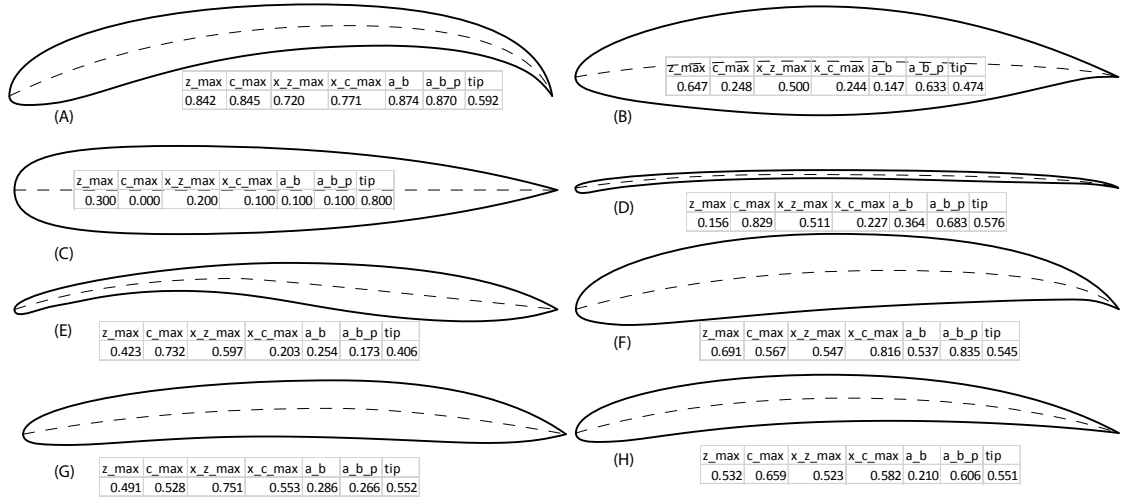 z_max c_max x_z_max x_c_max a_b a_b_p tip
0.842 0.845 0.720 0.771 0.874 0.870 0.592
(A)
z_max c_max x_z_max x_c_max a_b a_b_p tip
0.647 0.248 0.500 0.244 0.147 0.633 0.474
(B)
z_max c_max x_z_max x_c_max a_b a_b_p tip
0.300 0.000 0.200 0.100 0.100 0.100 0.800
(C)
(D)
z_max c_max x_z_max x_c_max a_b a_b_p tip
0.156 0.829 0.511 0.227 0.364 0.683 0.576
(E)
z_max c_max x_z_max x_c_max a_b a_b_p tip
0.423 0.732 0.597 0.203 0.254 0.173 0.406
(F)
z_max c_max x_z_max x_c_max a_b a_b_p tip
0.691 0.567 0.547 0.816 0.537 0.835 0.545
(G)
z_max c_max x_z_max x_c_max a_b a_b_p tip
0.491 0.528 0.751 0.553 0.286 0.266 0.552
(H)
z_max c_max x_z_max x_c_max a_b a_b_p tip
0.532 0.659 0.523 0.582 0.210 0.606 0.551